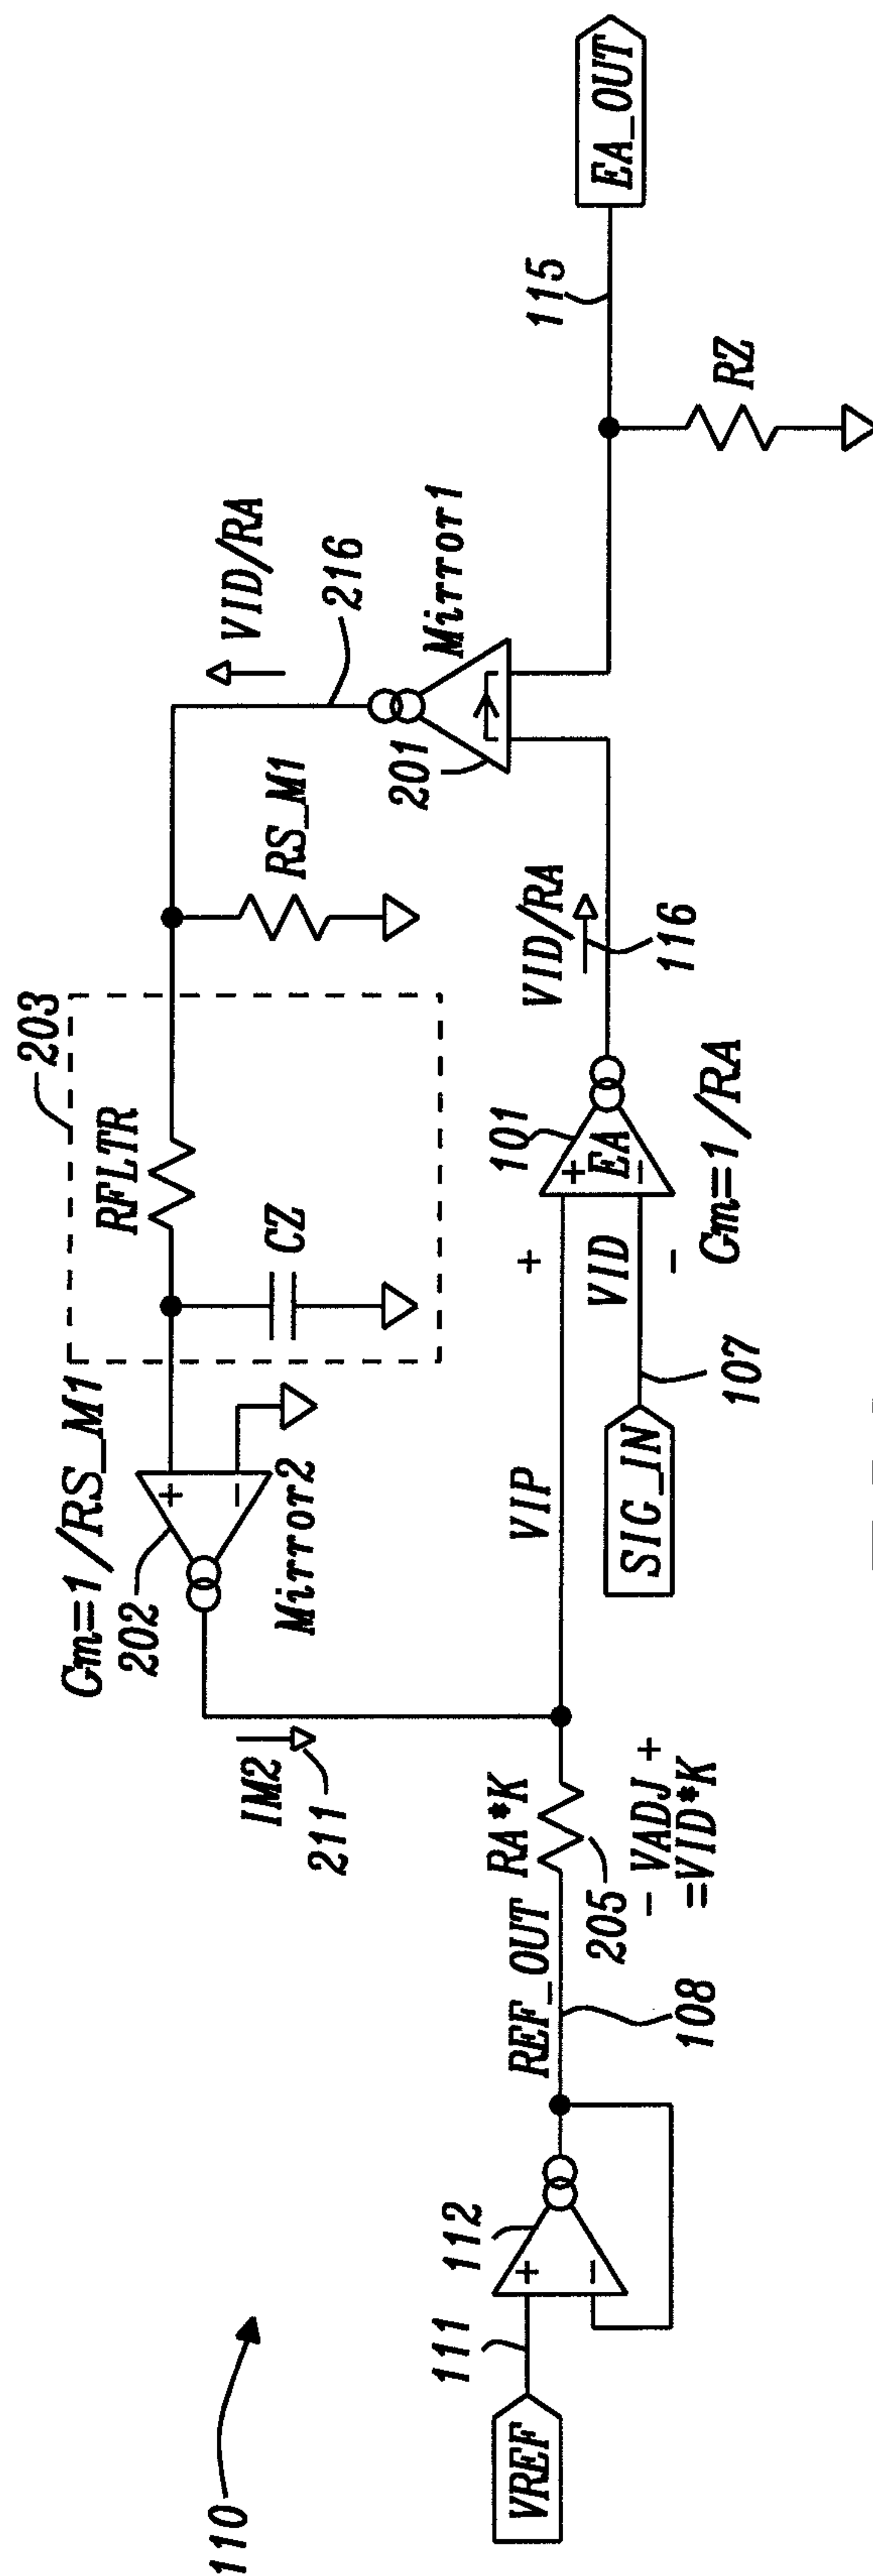 110
VREF
111
112
REF_OUT
108
RA*K
205
- VADJ +
=VID*K
IM2
211
Gm=1/RS_M1
202
Mirror2
+
-
203
RFLTR
CZ
RS_M1
VID/RA
216
Mirror1
201
VIP
SIG_IN
107
+
VID
-
101
EA
+
-
Gm=1/RA
VID/RA
116
115
EA_OUT
RZ
+
-